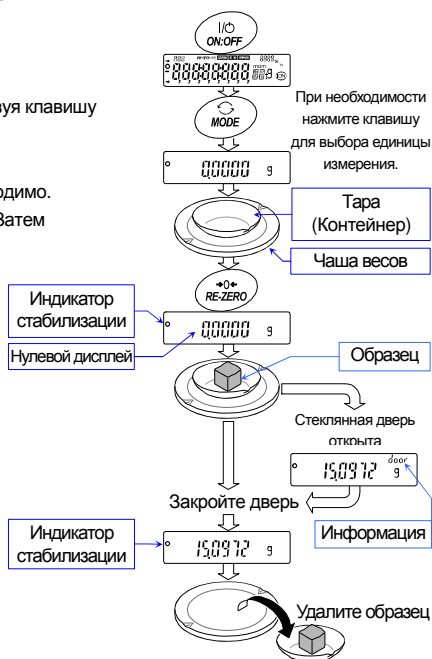 I/⏻
ON:OFF
вуя клавишу
MODE
При необходимости
нажмите клавишу
для выбора единицы
измерения.
0.0000 g
одимо.
Затем
Тара
(Контейнер)
Чаша весов
→0←
RE-ZERO
Индикатор
стабилизации
0.0000 g
Нулевой дисплей
Образец
Стеклянная дверь
открыта
door
15.0972 g
Закройте дверь
Информация
Индикатор
стабилизации
15.0972 g
Удалите образец